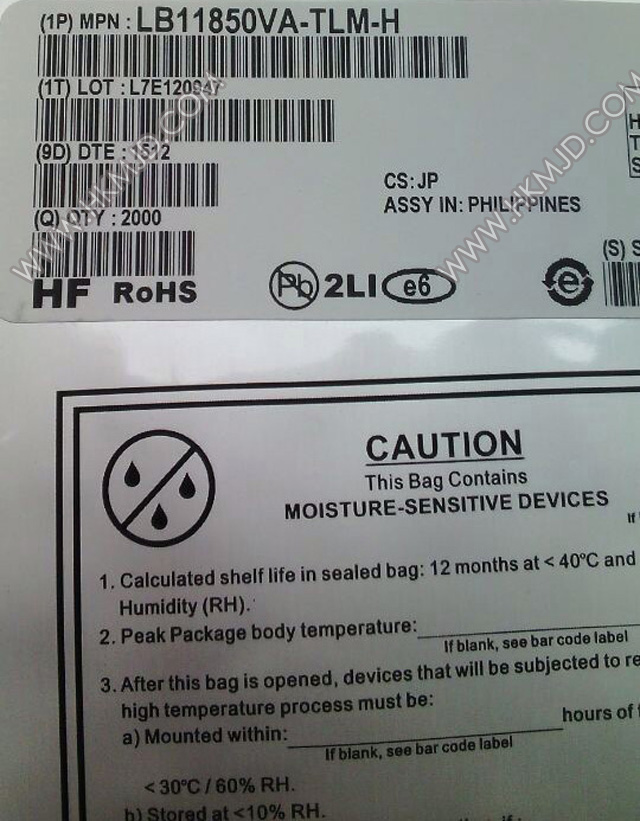 (1P) MPN : LB11850VA-TLM-H
(1T) LOT : L7E120947
(9D) DTE : 1512
(Q) QTY : 2000
CS: JP
ASSY IN: PHILIPPINES
HF RoHS
Pb 2LI e6
e
(S) S
H
T
S
WWW.HKMJD.COM
WWW.HKMJD.COM
CAUTION
This Bag Contains
MOISTURE-SENSITIVE DEVICES
If
1. Calculated shelf life in sealed bag: 12 months at < 40°C and
Humidity (RH).
2. Peak Package body temperature:
If blank, see bar code label
3. After this bag is opened, devices that will be subjected to re
high temperature process must be:
a) Mounted within: hours of
If blank, see bar code label
< 30°C / 60% RH.
b) Stored at <10% RH.